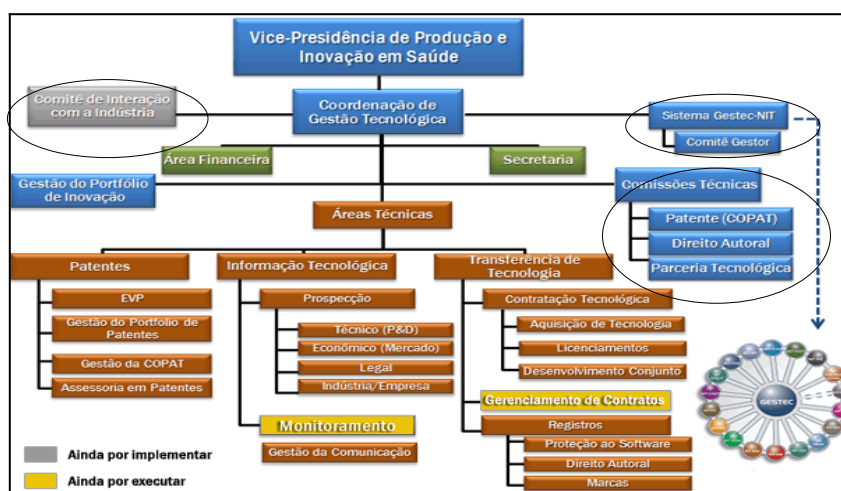 Vice-Presidência de Produção e
Inovação em Saúde
Comitê de Interação
com a Indústria
Coordenação de
Gestão Tecnológica
Sistema Gestec-NIT
Comitê Gestor
Área Financeira
Secretaria
Gestão do Portfólio
de Inovação
Comissões Técnicas
Patente (COPAT)
Direito Autoral
Parceria Tecnológica
Áreas Técnicas
Patentes
EVP
Gestão do Portfolio de
Patentes
Gestão da COPAT
Assessoria em Patentes
Informação Tecnológica
Prospecção
Técnico (P&D)
Econômico (Mercado)
Legal
Indústria/Empresa
Monitoramento
Gestão da Comunicação
Transferência de
Tecnologia
Contratação Tecnológica
Aquisição de Tecnologia
Licenciamentos
Desenvolvimento Conjunto
Gerenciamento de Contratos
Registros
Proteção ao Software
Direito Autoral
Marcas
GESTEC
Ainda por implementar
Ainda por executar